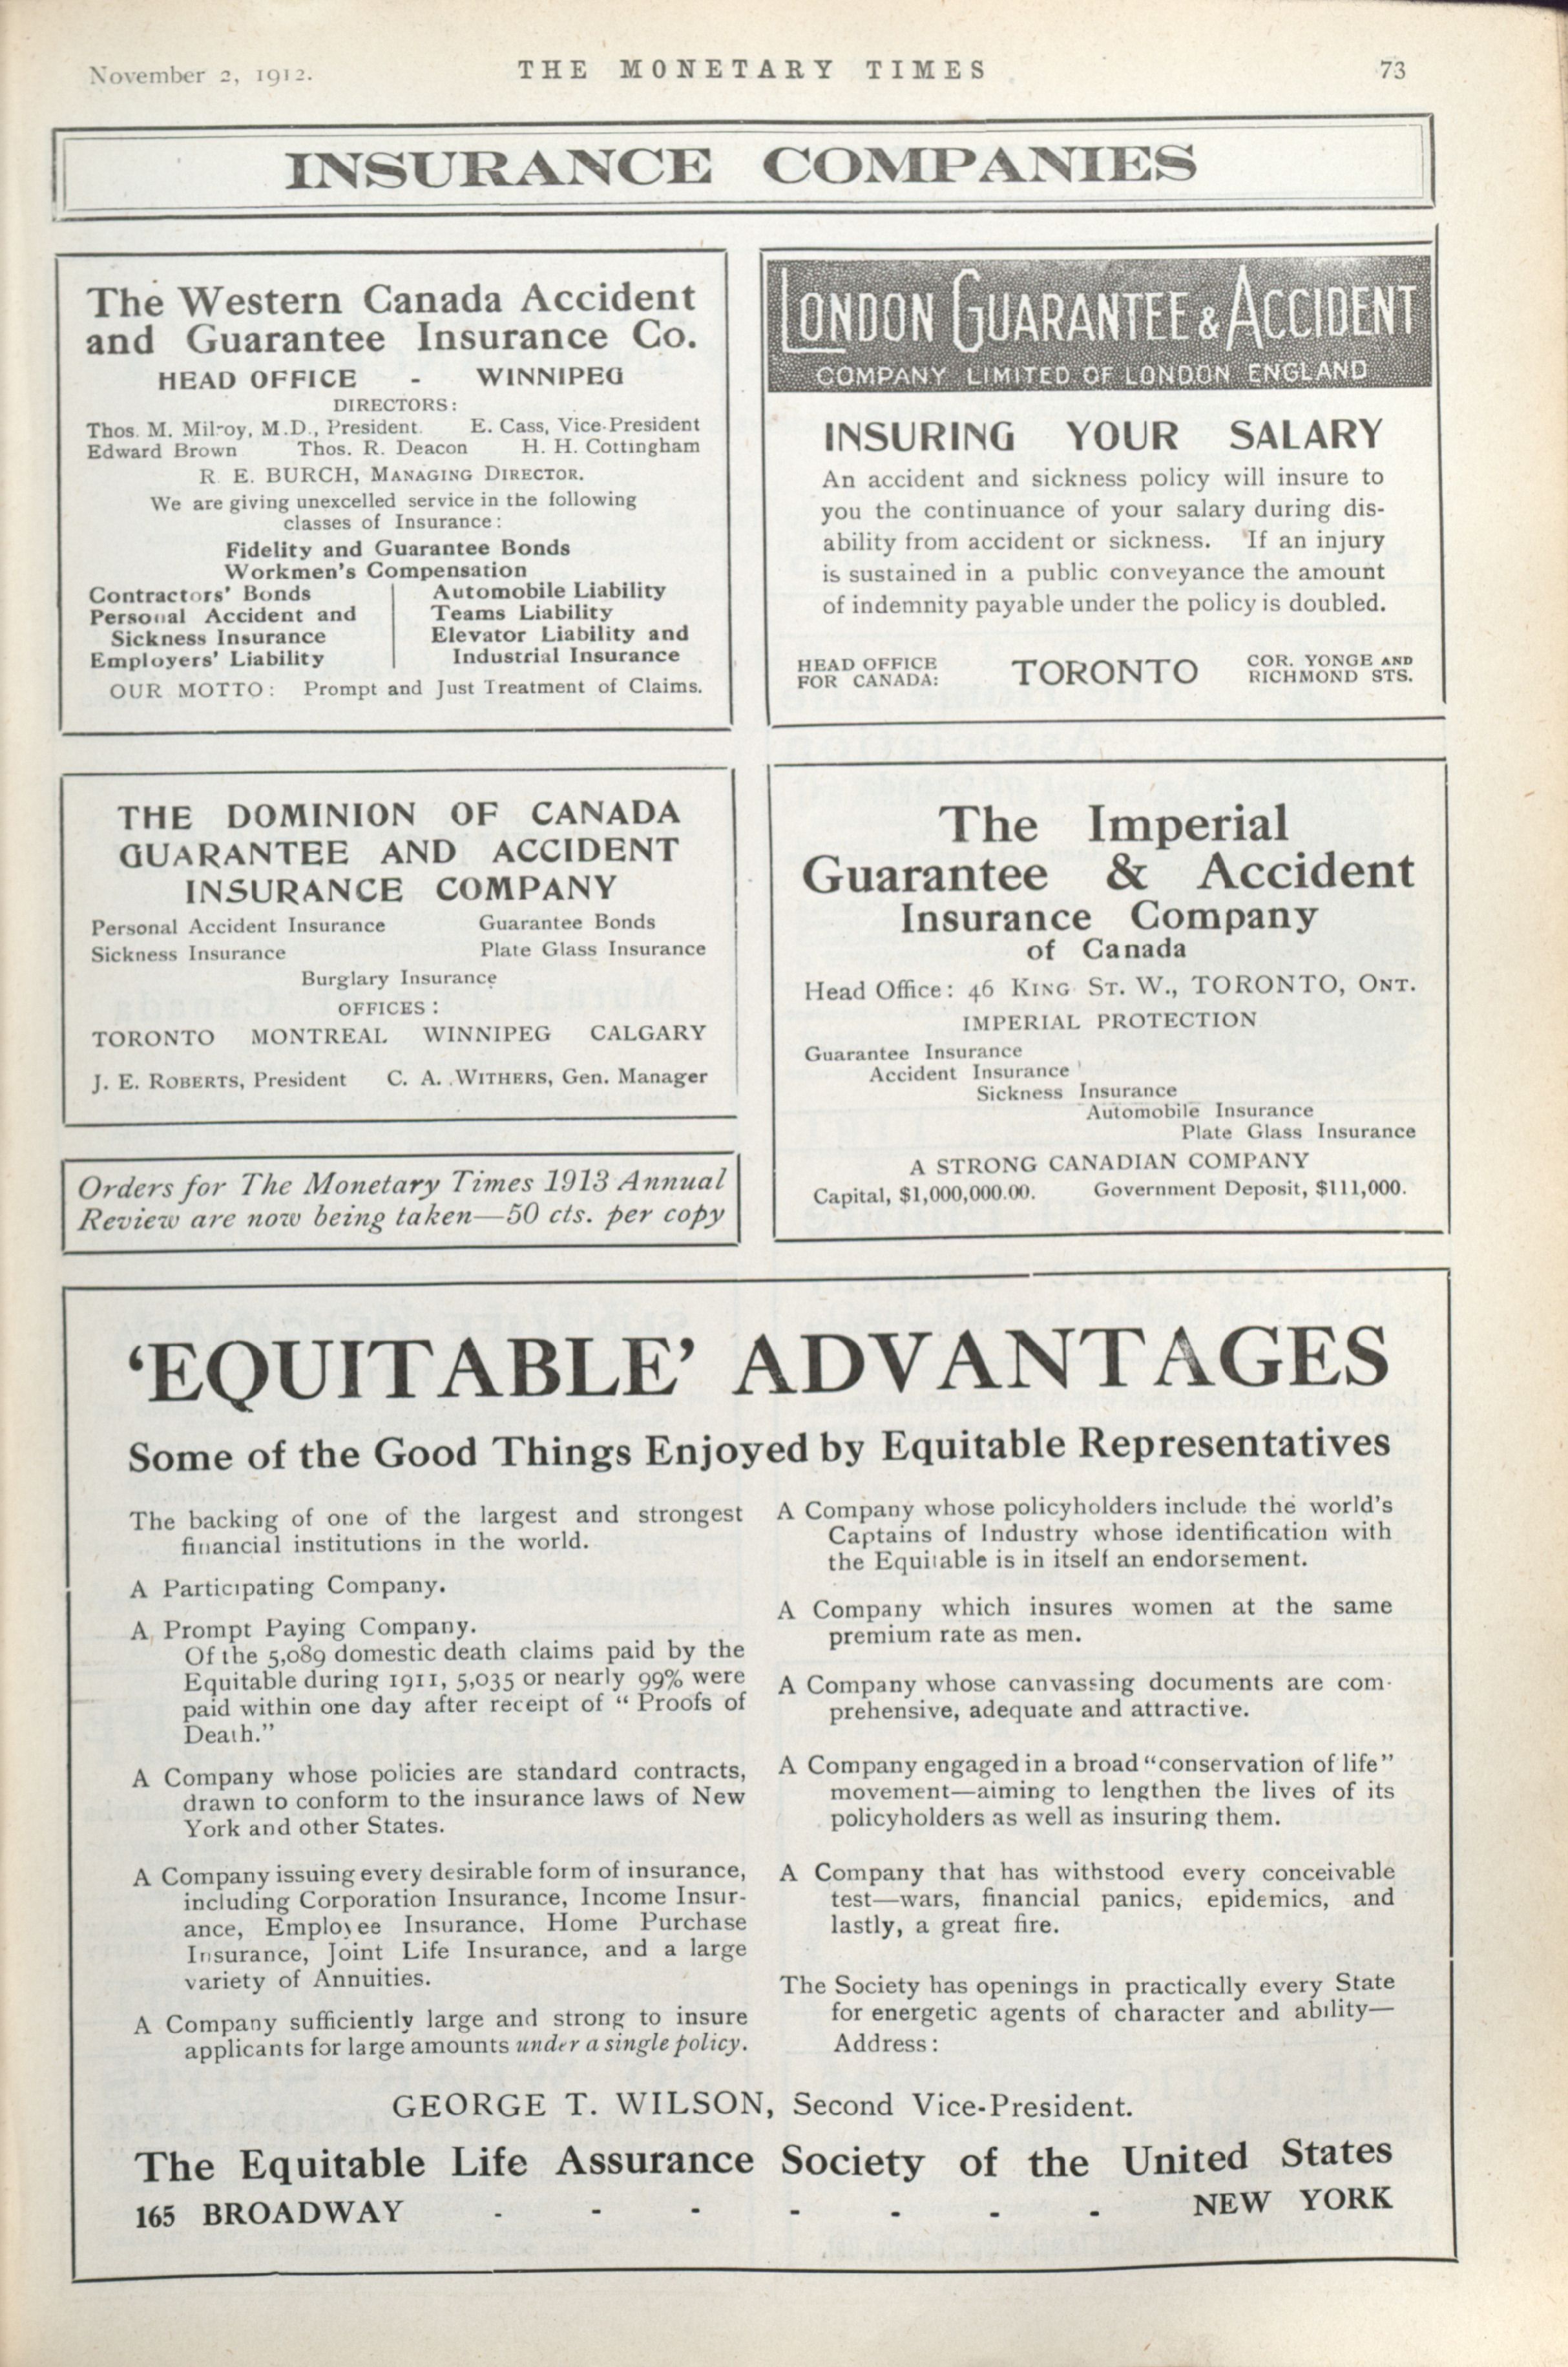 November 2, 1912.
THE MONETARY TIMES
73
INSURANCE COMPANIES
The Western Canada Accident
and Guarantee Insurance Co.
HEAD OFFICE - WINNIPEG
DIRECTORS:
Thos. M. Milroy, M.D., President. E. Cass, Vice-President
Edward Brown Thos. R. Deacon H. H. Cottingham
R. E. BURCH, MANAGING DIRECTOR.
We are giving unexcelled service in the following
classes of Insurance:
Fidelity and Guarantee Bonds
Workmen's Compensation
Contractors' Bonds
Personal Accident and
Sickness Insurance
Employers' Liability
Automobile Liability
Teams Liability
Elevator Liability and
Industrial Insurance
OUR MOTTO: Prompt and Just Treatment of Claims.
LONDON GUARANTEE & ACCIDENT
COMPANY LIMITED OF LONDON ENGLAND
INSURING YOUR SALARY
An accident and sickness policy will insure to
you the continuance of your salary during dis-
ability from accident or sickness. If an injury
is sustained in a public conveyance the amount
of indemnity payable under the policy is doubled.
HEAD OFFICE
FOR CANADA:
TORONTO
COR. YONGE AND
RICHMOND STS.
THE DOMINION OF CANADA
GUARANTEE AND ACCIDENT
INSURANCE COMPANY
Personal Accident Insurance Guarantee Bonds
Sickness Insurance Plate Glass Insurance
Burglary Insurance
OFFICES:
TORONTO MONTREAL WINNIPEG CALGARY
J. E. ROBERTS, President C. A. WITHERS, Gen. Manager
Orders for The Monetary Times 1913 Annual
Review are now being taken—50 cts. per copy
The Imperial
Guarantee & Accident
Insurance Company
of Canada
Head Office: 46 KING ST. W., TORONTO, ONT.
IMPERIAL PROTECTION
Guarantee Insurance
Accident Insurance
Sickness Insurance
Automobile Insurance
Plate Glass Insurance
A STRONG CANADIAN COMPANY
Capital, $1,000,000.00. Government Deposit, $111,000.
'EQUITABLE' ADVANTAGES
Some of the Good Things Enjoyed by Equitable Representatives
The backing of one of the largest and strongest
financial institutions in the world.
A Participating Company.
A Prompt Paying Company.
Of the 5,089 domestic death claims paid by the
Equitable during 1911, 5,035 or nearly 99% were
paid within one day after receipt of "Proofs of
Death."
A Company whose policies are standard contracts,
drawn to conform to the insurance laws of New
York and other States.
A Company issuing every desirable form of insurance,
including Corporation Insurance, Income Insur-
ance, Employee Insurance, Home Purchase
Insurance, Joint Life Insurance, and a large
variety of Annuities.
A Company sufficiently large and strong to insure
applicants for large amounts under a single policy.
A Company whose policyholders include the world's
Captains of Industry whose identification with
the Equitable is in itself an endorsement.
A Company which insures women at the same
premium rate as men.
A Company whose canvassing documents are com-
prehensive, adequate and attractive.
A Company engaged in a broad "conservation of life"
movement—aiming to lengthen the lives of its
policyholders as well as insuring them.
A Company that has withstood every conceivable
test—wars, financial panics, epidemics, and
lastly, a great fire.
The Society has openings in practically every State
for energetic agents of character and ability—
Address:
GEORGE T. WILSON, Second Vice-President.
The Equitable Life Assurance Society of the United States
165 BROADWAY - - - - - - - NEW YORK